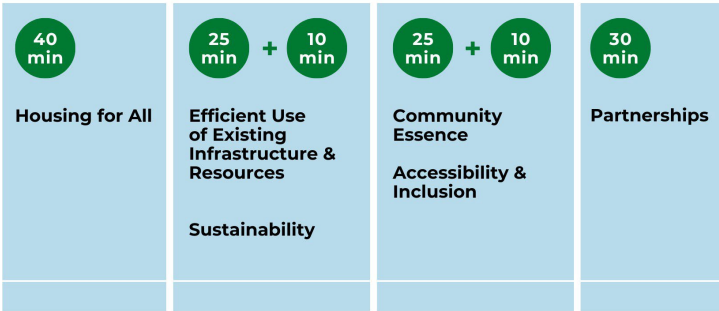 40
min
Housing for All
25
min
+
10
min
Efficient Use
of Existing
Infrastructure &
Resources
Sustainability
25
min
+
10
min
Community
Essence
Accessibility &
Inclusion
30
min
Partnerships